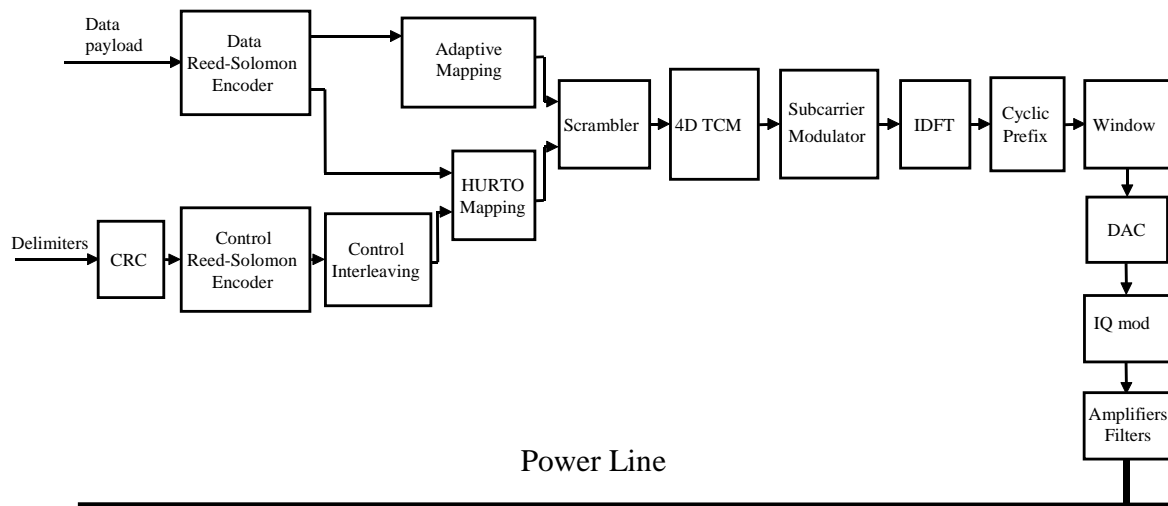 Data
payload
Data
Reed-Solomon
Encoder
Adaptive
Mapping
Scrambler
4D TCM
Subcarrier
Modulator
IDFT
Cyclic
Prefix
Window
HURTO
Mapping
Delimiters
CRC
Control
Reed-Solomon
Encoder
Control
Interleaving
DAC
IQ mod
Amplifiers
Filters
Power Line